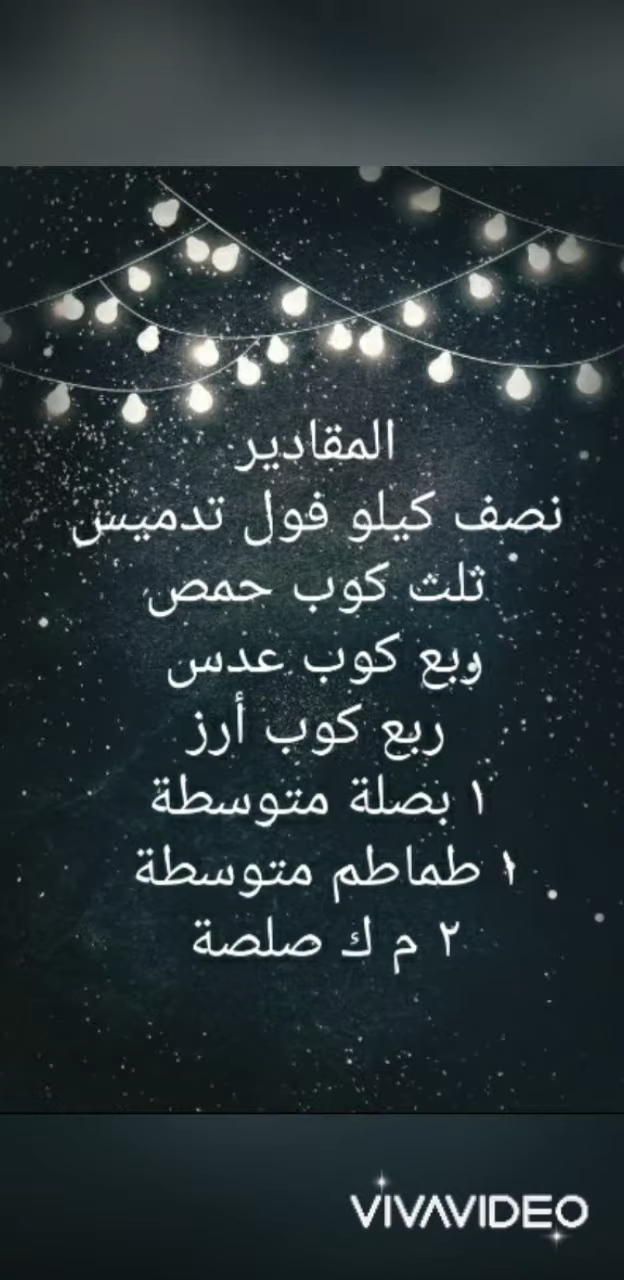 المقادير
نصف كيلو فول تدميس
ثلث كوب حمص
ربع كوب عدس
ربع كوب أرز
١ بصلة متوسطة
١ طماطم متوسطة
٢ م ك صلصة
VIVAVIDEO